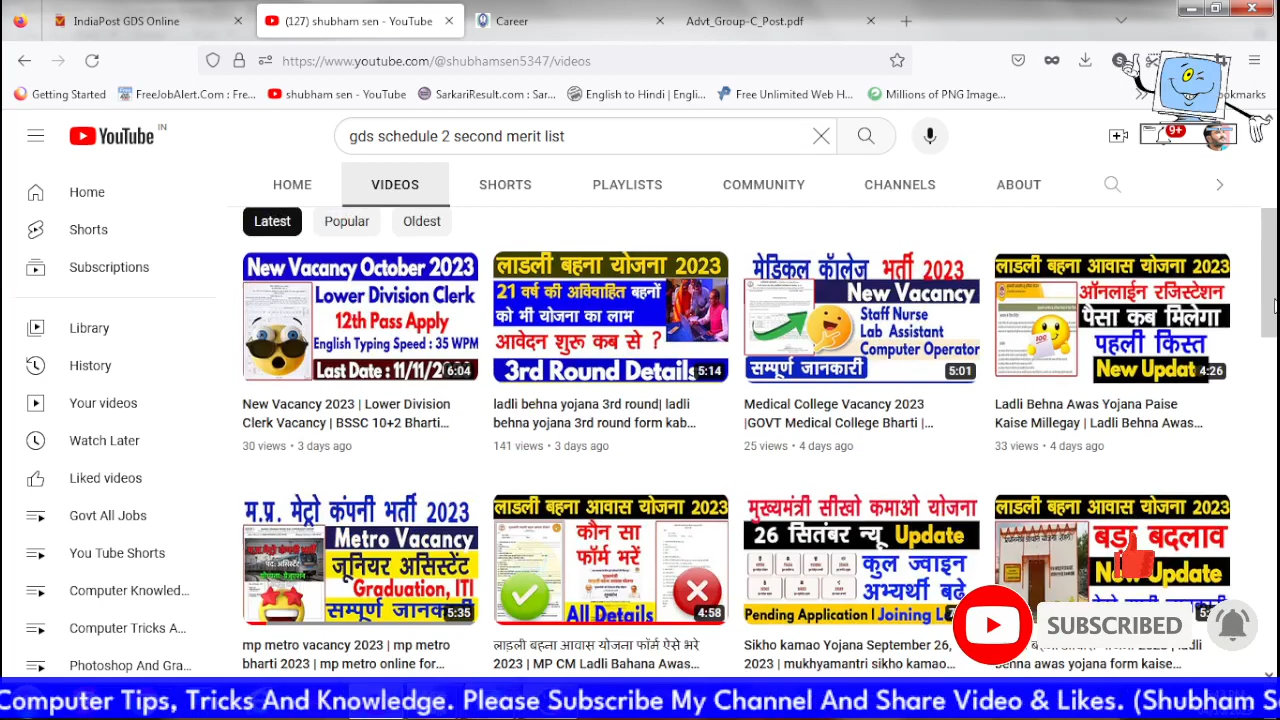 IndiaPost GDS Online
(127) shubham sen - YouTube
Career
Advt_Group-C_Post.pdf
https://www.youtube.com/@shubhamsen5347/videos
Getting Started
FreeJobAlert.Com : Fre...
shubham sen - YouTube
SarkariResult.com : Sar...
English to Hindi | Engli...
Free Unlimited Web H...
Millions of PNG Image...
YouTube IN
gds schedule 2 second merit list
9+
HOME
VIDEOS
SHORTS
PLAYLISTS
COMMUNITY
CHANNELS
ABOUT
Home
Shorts
Subscriptions
Library
History
Your videos
Watch Later
Liked videos
Govt All Jobs
You Tube Shorts
Computer Knowled...
Computer Tricks A...
Photoshop And Gra...
Latest
Popular
Oldest
New Vacancy October 2023
Lower Division Clerk
12th Pass Apply
English Typing Speed : 35 WPM
6:04
New Vacancy 2023 | Lower Division
Clerk Vacancy | BSSC 10+2 Bharti...
30 views • 3 days ago
लाडली बहना योजना 2023
21 वर्ष की अविवाहित बहनों
को भी योजना का लाभ
आवेदन शुरू कब से ?
3rd Round Details
5:14
ladli behna yojana 3rd round| ladli
behna yojana 3rd round form kab...
141 views • 3 days ago
मेडिकल कॉलेज भर्ती 2023
New Vacancy
Staff Nurse
Lab Assistant
Computer Operator
सम्पूर्ण जानकारी
5:01
Medical College Vacancy 2023
|GOVT Medical College Bharti |...
25 views • 4 days ago
लाडली बहना आवास योजना 2023
ऑनलाईन रजिस्टेशन
पैसा कब मिलेगा
पहली किस्त
New Updat
4:26
Ladli Behna Awas Yojana Paise
Kaise Millegay | Ladli Behna Awas...
33 views • 4 days ago
म.प्र. मेट्रो कंपनी भर्ती 2023
Metro Vacancy
जूनियर असिस्टेंट
Graduation, ITI
सम्पूर्ण जानकारी
5:35
mp metro vacancy 2023 | mp metro
bharti 2023 | mp metro online for...
लाडली बहना आवास योजना 2023
कौन सा
फॉर्म भरें
All Details
4:58
लाड़ली बहना आवास योजना फॉर्म ऐसे भरे
2023 | MP CM Ladli Bahana Awas...
मुख्यमंत्री सीखो कमाओ योजना
26 सितंबर न्यू Update
कुल ज्वाइन
अभ्यर्थी बढ़े
Pending Application I Joining
Sikho kamao Yojana September 26,
2023 | mukhyamantri sikho kamao...
लाडली बहना आवास योजना 2023
बड़ा बदलाव
New Update
behna awas yojana form kaise...
SUBSCRIBED
Computer Tips, Tricks And Knowledge. Please Subscribe My Channel And Share Video & Likes. (Shubham S